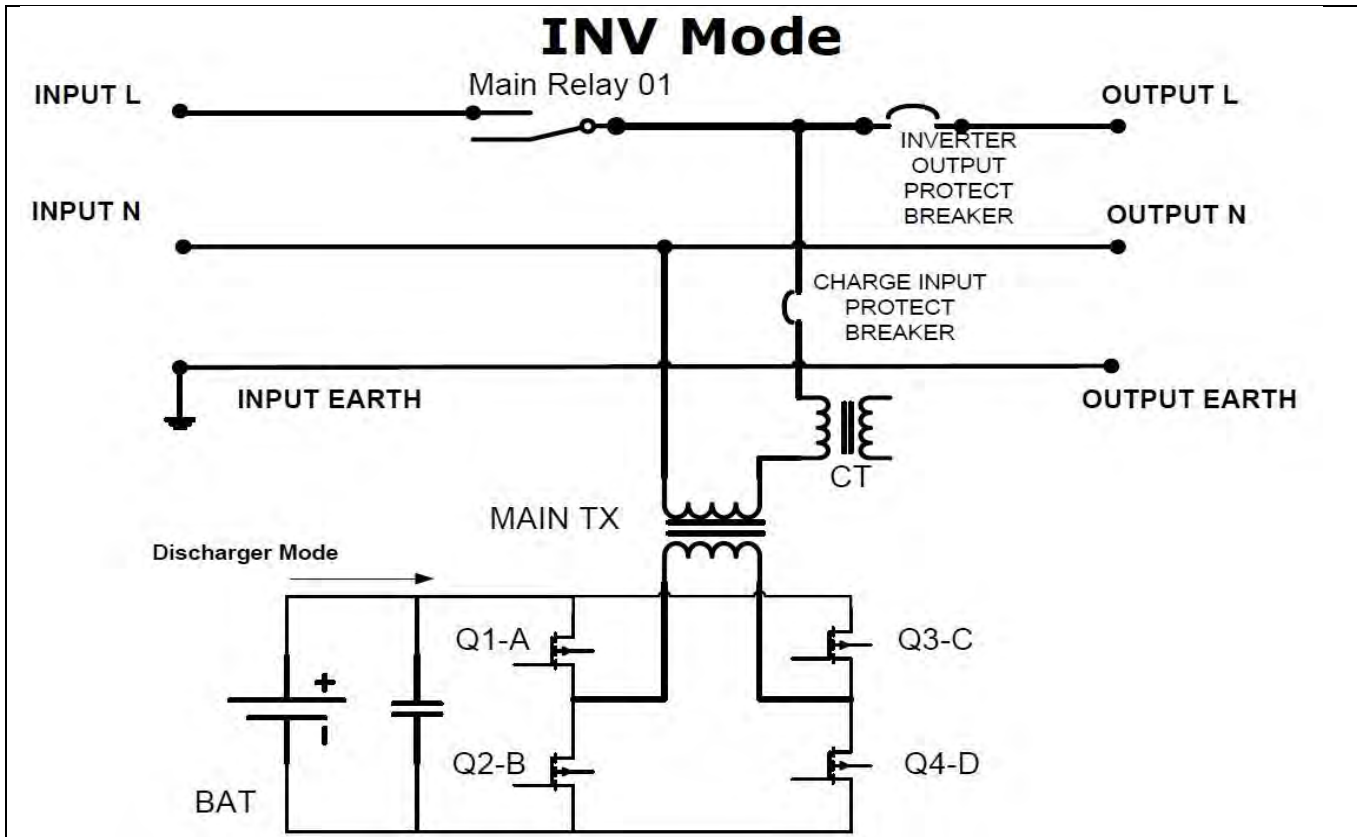 INV Mode
Main Relay 01
INPUT L
OUTPUT L
INVERTER
OUTPUT
PROTECT
BREAKER
INPUT N
OUTPUT N
CHARGE INPUT
PROTECT
BREAKER
INPUT EARTH
OUTPUT EARTH
CT
MAIN TX
Discharger Mode
Q1-A
Q3-C
+
-
Q2-B
Q4-D
BAT